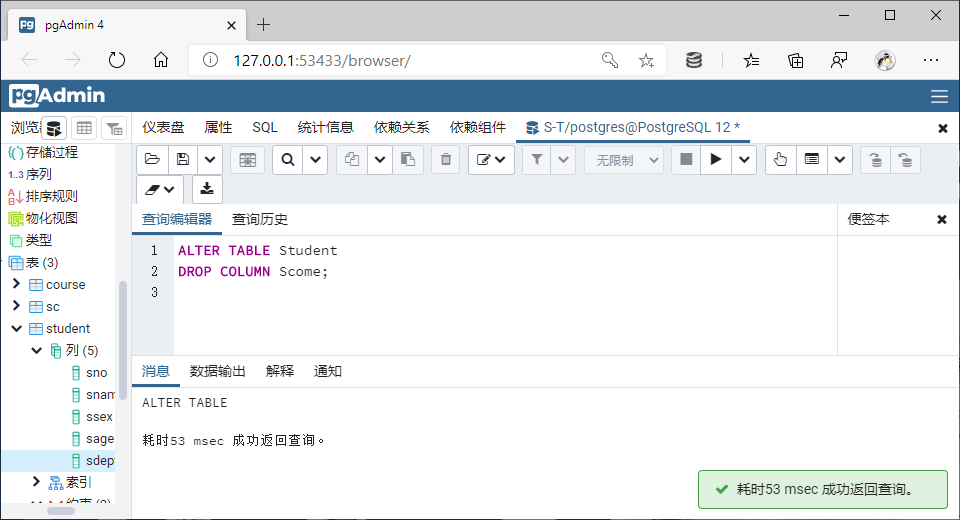 pgAdmin 4
127.0.0.1:53433/browser/
pgAdmin
浏览器 仪表盘 属性 SQL 统计信息 依赖关系 依赖组件 S-T/postgres@PostgreSQL 12 *
存储过程
1..3 序列
排序规则
物化视图
类型
表 (3)
course
sc
student
列 (5)
sno
snam
ssex
sage
sdept
索引
无限制
查询编辑器 查询历史 便签本
1 ALTER TABLE Student
2 DROP COLUMN Scome;
3
消息 数据输出 解释 通知
ALTER TABLE
耗时53 msec 成功返回查询。
耗时53 msec 成功返回查询。